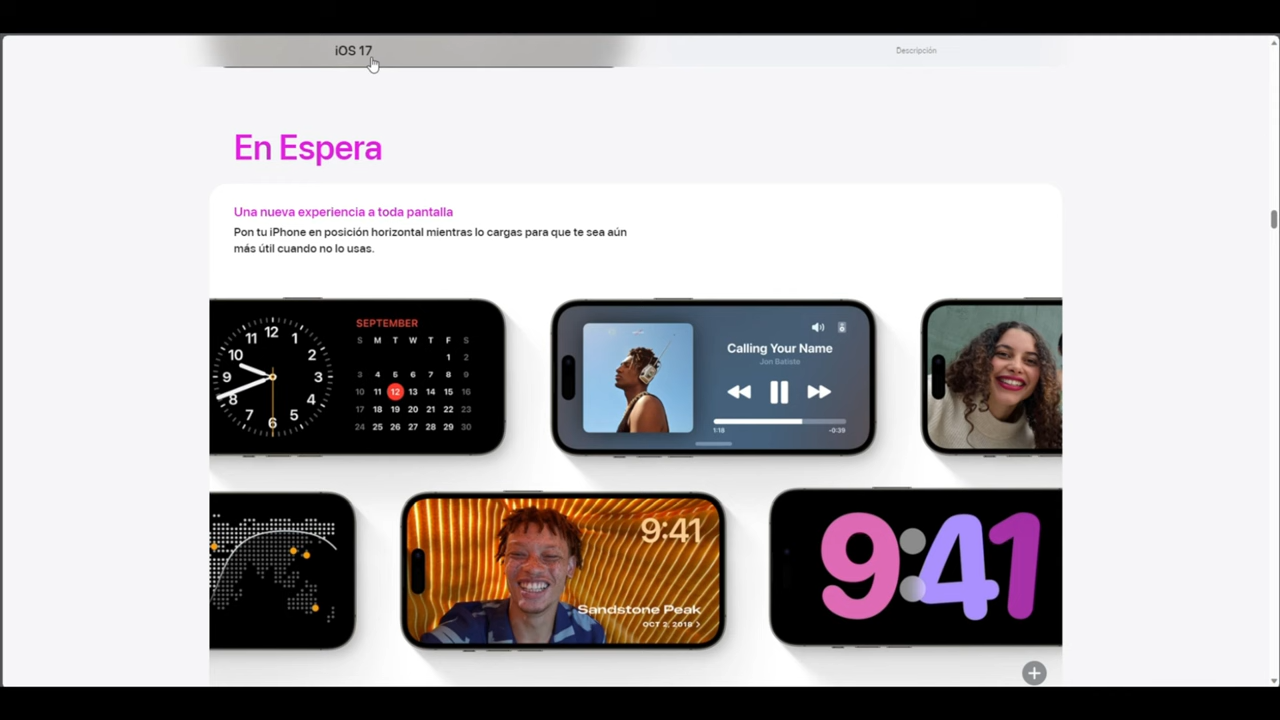 iOS 17
Descripción
En Espera
Una nueva experiencia a toda pantalla
Pon tu iPhone en posición horizontal mientras lo cargas para que te sea aún
más útil cuando no lo usas.
12 1 2 3 4 5 6 7 8 9 10 11
SEPTEMBER
S M T W T F S
1 2
3 4 5 6 7 8 9
10 11 12 13 14 15 16
17 18 19 20 21 22 23
24 25 26 27 28 29 30
Calling Your Name
Jon Batiste
1:18 -0:39
9:41
Sandstone Peak
OCT 2, 2018 >
9:41